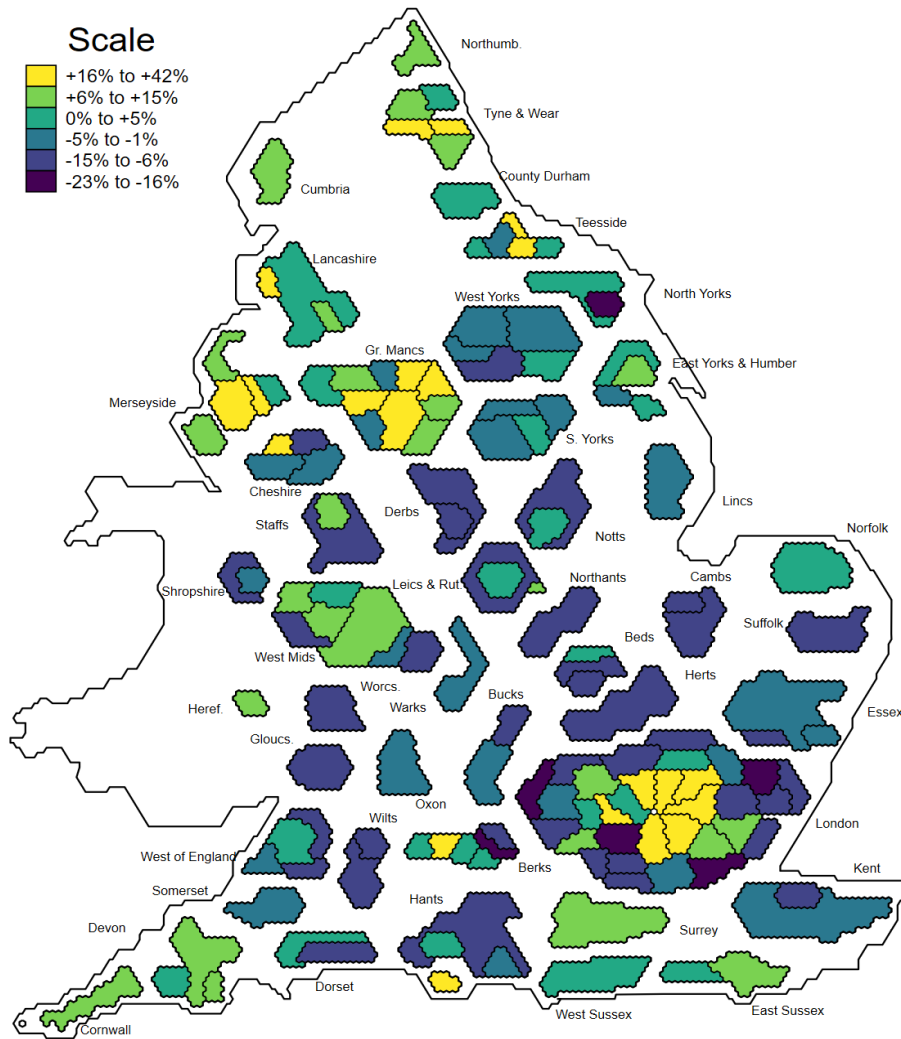 Scale
+16% to +42%
+6% to +15%
0% to +5%
-5% to -1%
-15% to -6%
-23% to -16%
Northumb.
Tyne & Wear
County Durham
Cumbria
Teesside
Lancashire
North Yorks
West Yorks
Gr. Mancs
East Yorks & Humber
Merseyside
S. Yorks
Cheshire
Lincs
Derbs
Staffs
Norfolk
Notts
Cambs
Northants
Leics & Rut.
Shropshire
Suffolk
Beds
West Mids
Herts
Worcs.
Bucks
Warks
Heref.
Essex
Gloucs.
Oxon
Wilts
London
West of England
Berks
Kent
Somerset
Hants
Devon
Surrey
Dorset
West Sussex
East Sussex
Cornwall